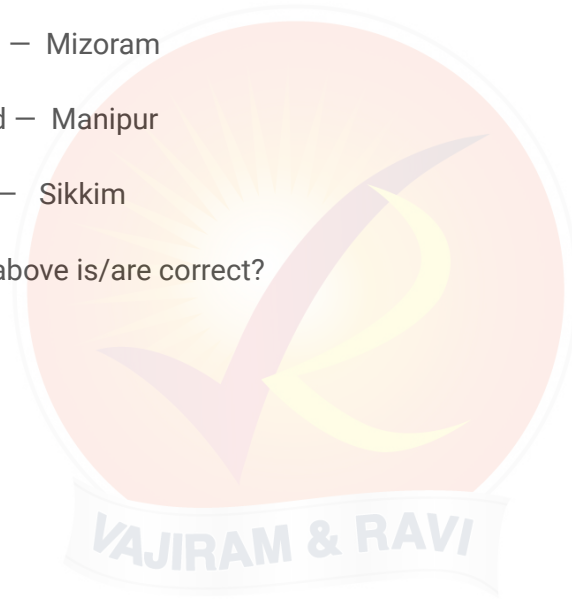 — Mizoram
d — Manipur
— Sikkim
above is/are correct?
VAJIRAM & RAVI